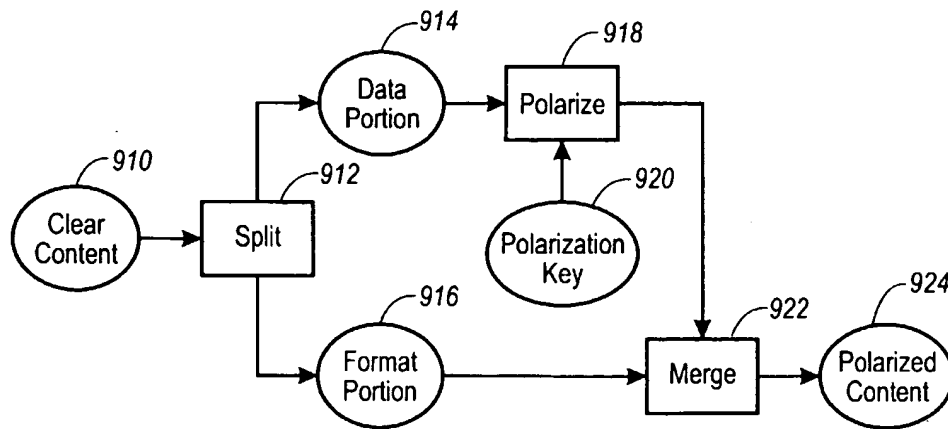 914
Data
Portion
918
Polarize
910
Clear
Content
912
Split
920
Polarization
Key
916
Format
Portion
922
Merge
924
Polarized
Content